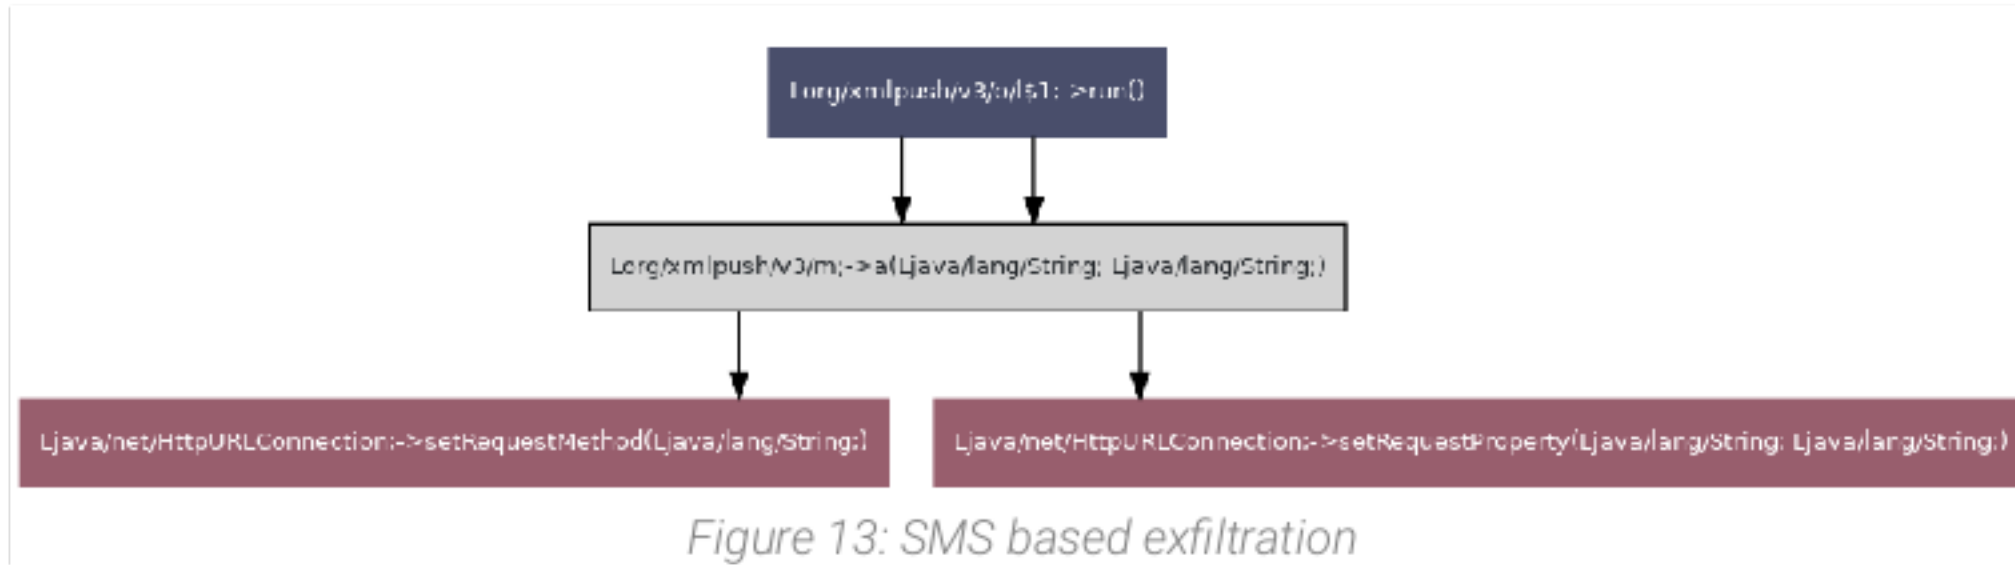 Lorg/xmlpush/v3/o/l$1;->run()
Lorg/xmlpush/v3/m;->a(Ljava/lang/String; Ljava/lang/String;)
Ljava/net/HttpURLConnection;->setRequestMethod(Ljava/lang/String;)
Ljava/net/HttpURLConnection;->setRequestProperty(Ljava/lang/String; Ljava/lang/String;)
Figure 13: SMS based exfiltration